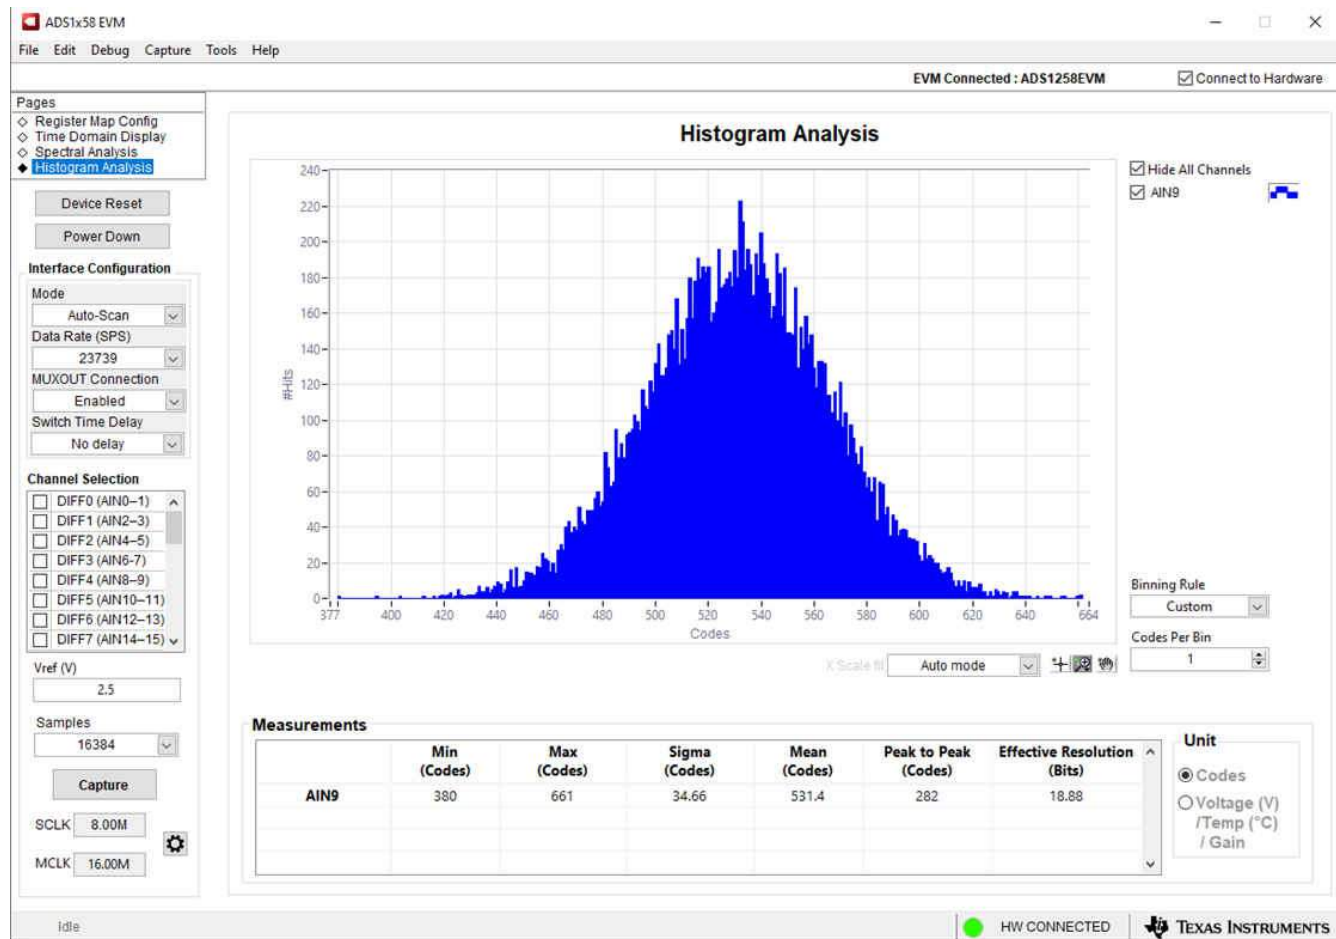 ADS1x58 EVM
File Edit Debug Capture Tools Help
EVM Connected : ADS1258EVM
Connect to Hardware
Pages
Register Map Config
Time Domain Display
Spectral Analysis
Histogram Analysis
Device Reset
Power Down
Interface Configuration
Mode
Auto-Scan
Data Rate (SPS)
23739
MUXOUT Connection
Enabled
Switch Time Delay
No delay
Channel Selection
DIFF0 (AIN0–1)
DIFF1 (AIN2–3)
DIFF2 (AIN4–5)
DIFF3 (AIN6-7)
DIFF4 (AIN8–9)
DIFF5 (AIN10–11)
DIFF6 (AIN12–13)
DIFF7 (AIN14–15)
Vref (V)
2.5
Samples
16384
Capture
SCLK 8.00M
MCLK 16.00M
Histogram Analysis
240
220
200
180
160
140
120
100
80
60
40
20
0
#Hits
377 400 420 440 460 480 500 520 540 560 580 600 620 640 664
Codes
Hide All Channels
AIN9
Binning Rule
Custom
Codes Per Bin
1
X Scale fit Auto mode
Measurements
Min (Codes) Max (Codes) Sigma (Codes) Mean (Codes) Peak to Peak (Codes) Effective Resolution (Bits)
AIN9 380 661 34.66 531.4 282 18.88
Unit
Codes
Voltage (V)
/Temp (°C)
/ Gain
Idle
HW CONNECTED
TEXAS INSTRUMENTS